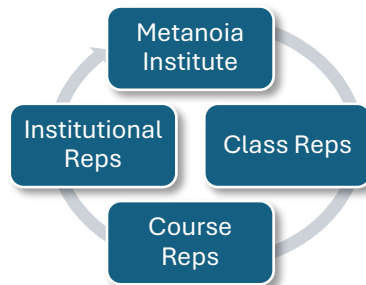 Metanoia
Institute
Institutional
Reps
Class Reps
Course
Reps